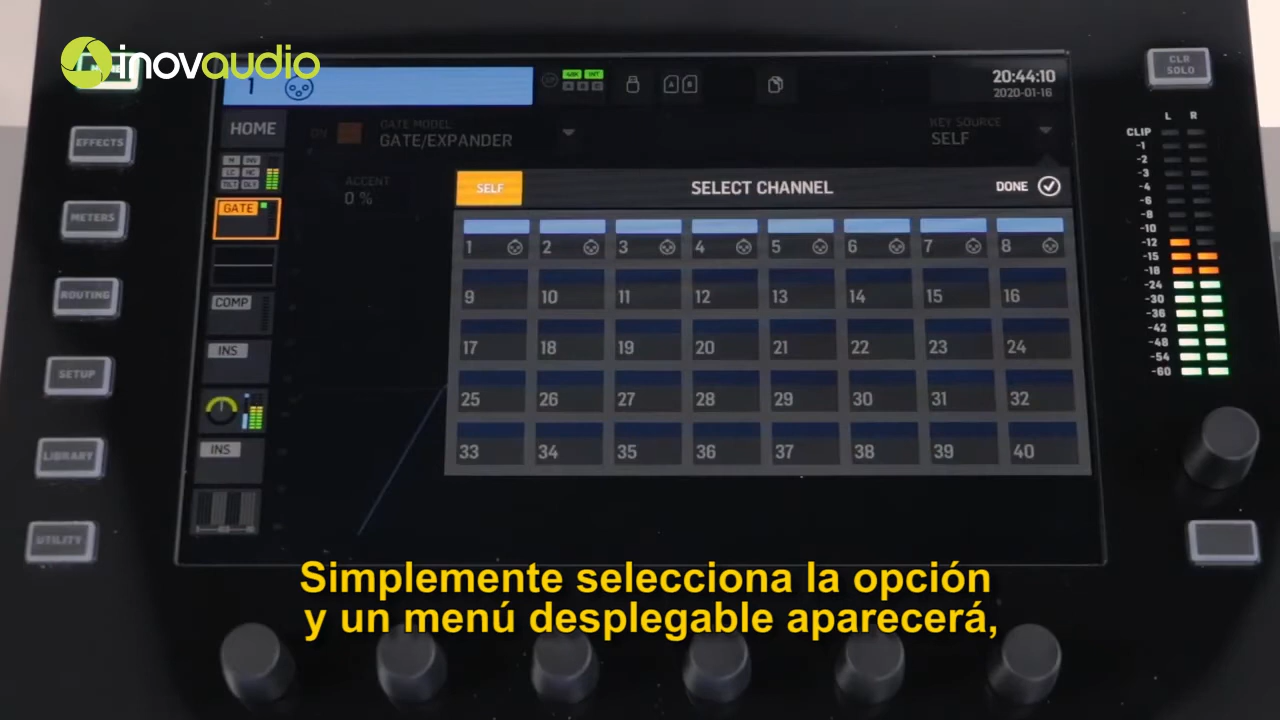 inovaudio
CLR
SOLO
1
48K INT
A B C
A B
20:44:10
2020-01-16
HOME
GATE MODEL
GATE/EXPANDER
KEY SOURCE
SELF
ACCENT
0 %
SELF
SELECT CHANNEL
DONE
1 2 3 4 5 6 7 8
9 10 11 12 13 14 15 16
17 18 19 20 21 22 23 24
25 26 27 28 29 30 31 32
33 34 35 36 37 38 39 40
GATE
COMP
INS
INS
EFFECTS
METERS
ROUTING
SETUP
LIBRARY
UTILITY
L R
CLIP
-1
-2
-3
-4
-6
-8
-10
-12
-15
-18
-24
-30
-36
-42
-48
-54
-60
Simplemente selecciona la opción
y un menú desplegable aparecerá,